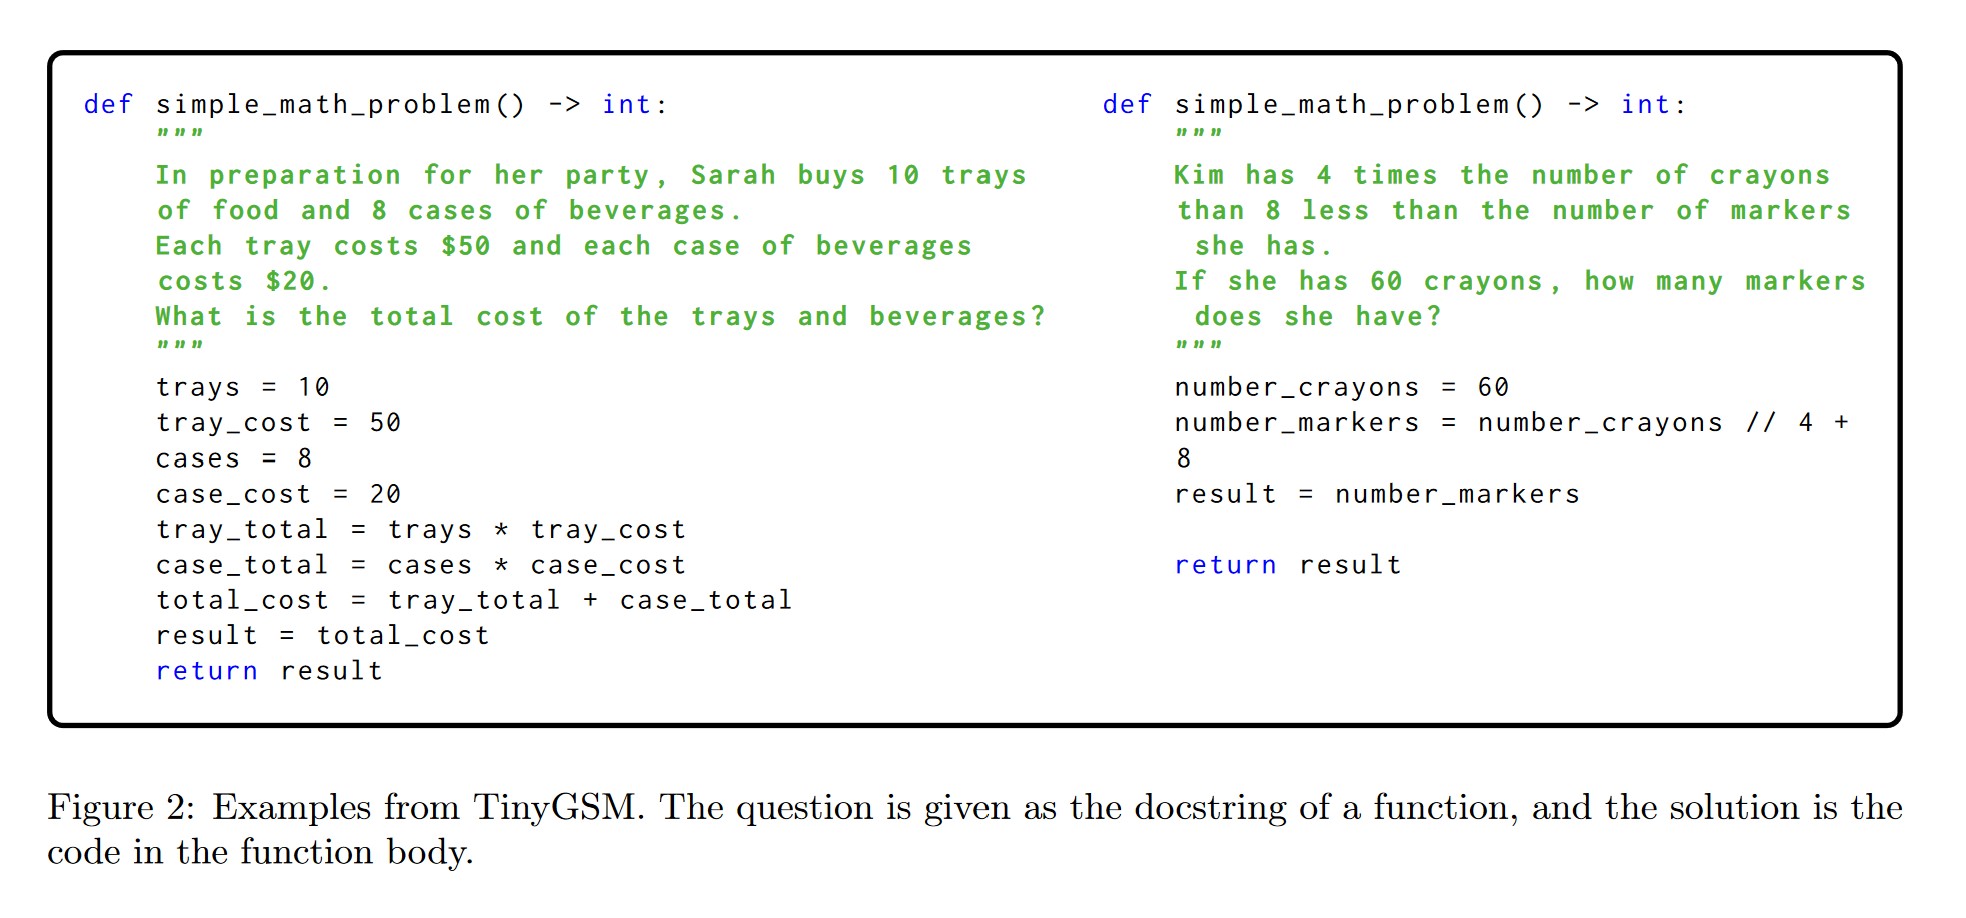 def simple_math_problem() -> int:
    """
    In preparation for her party, Sarah buys 10 trays
    of food and 8 cases of beverages.
    Each tray costs $50 and each case of beverages
    costs $20.
    What is the total cost of the trays and beverages?
    """
    trays = 10
    tray_cost = 50
    cases = 8
    case_cost = 20
    tray_total = trays * tray_cost
    case_total = cases * case_cost
    total_cost = tray_total + case_total
    result = total_cost
    return result
def simple_math_problem() -> int:
    """
    Kim has 4 times the number of crayons
    than 8 less than the number of markers
     she has.
    If she has 60 crayons, how many markers
     does she have?
    """
    number_crayons = 60
    number_markers = number_crayons // 4 +
    8
    result = number_markers
    return result
Figure 2: Examples from TinyGSM. The question is given as the docstring of a function, and the solution is the
code in the function body.